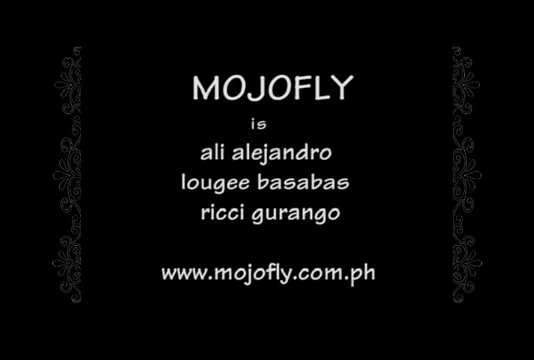 MOJOFLY
is
ali alejandro
lougee basabas
ricci gurango
www.mojofly.com.ph